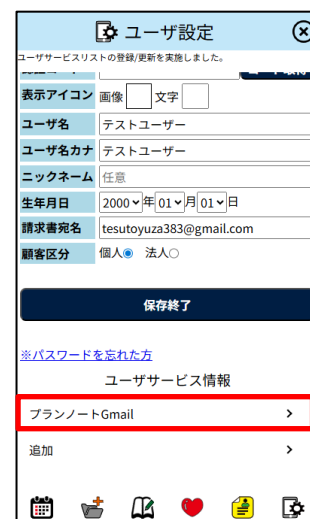 ユーザ設定
ユーザサービスリストの登録/更新を実施しました。
表示アイコン 画像 文字
ユーザ名 テストユーザー
ユーザ名カナ テストユーザー
ニックネーム 任意
生年月日 2000年01月01日
請求書宛名 tesutoyuza383@gmail.com
顧客区分 個人 法人
保存終了
※パスワードを忘れた方
ユーザサービス情報
プランノートGmail
追加